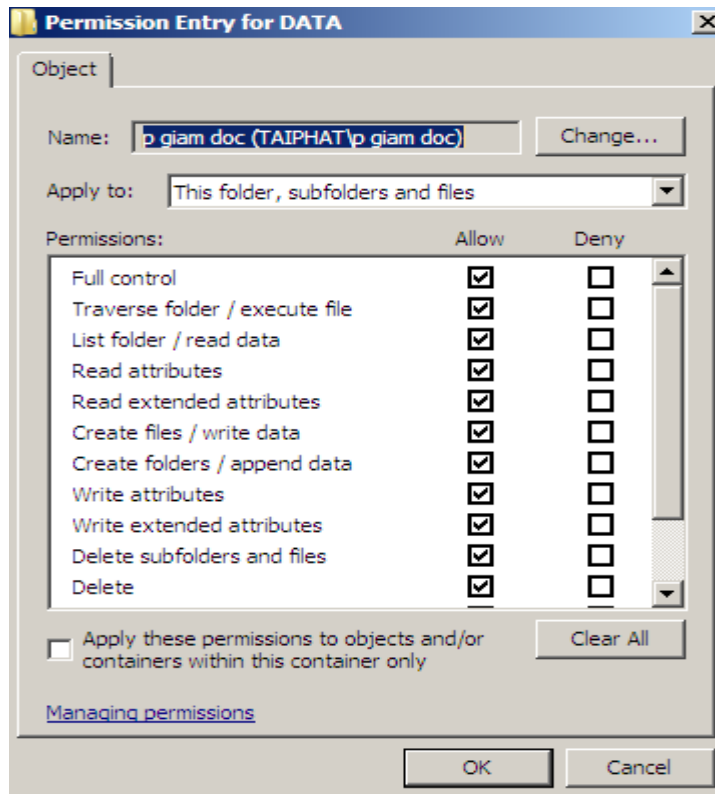 Permission Entry for DATA
Object
Name: p giam doc (TAIPHAT\p giam doc) Change...
Apply to: This folder, subfolders and files
Permissions: Allow Deny
Full control
Traverse folder / execute file
List folder / read data
Read attributes
Read extended attributes
Create files / write data
Create folders / append data
Write attributes
Write extended attributes
Delete subfolders and files
Delete
Apply these permissions to objects and/or
containers within this container only
Clear All
Managing permissions
OK Cancel